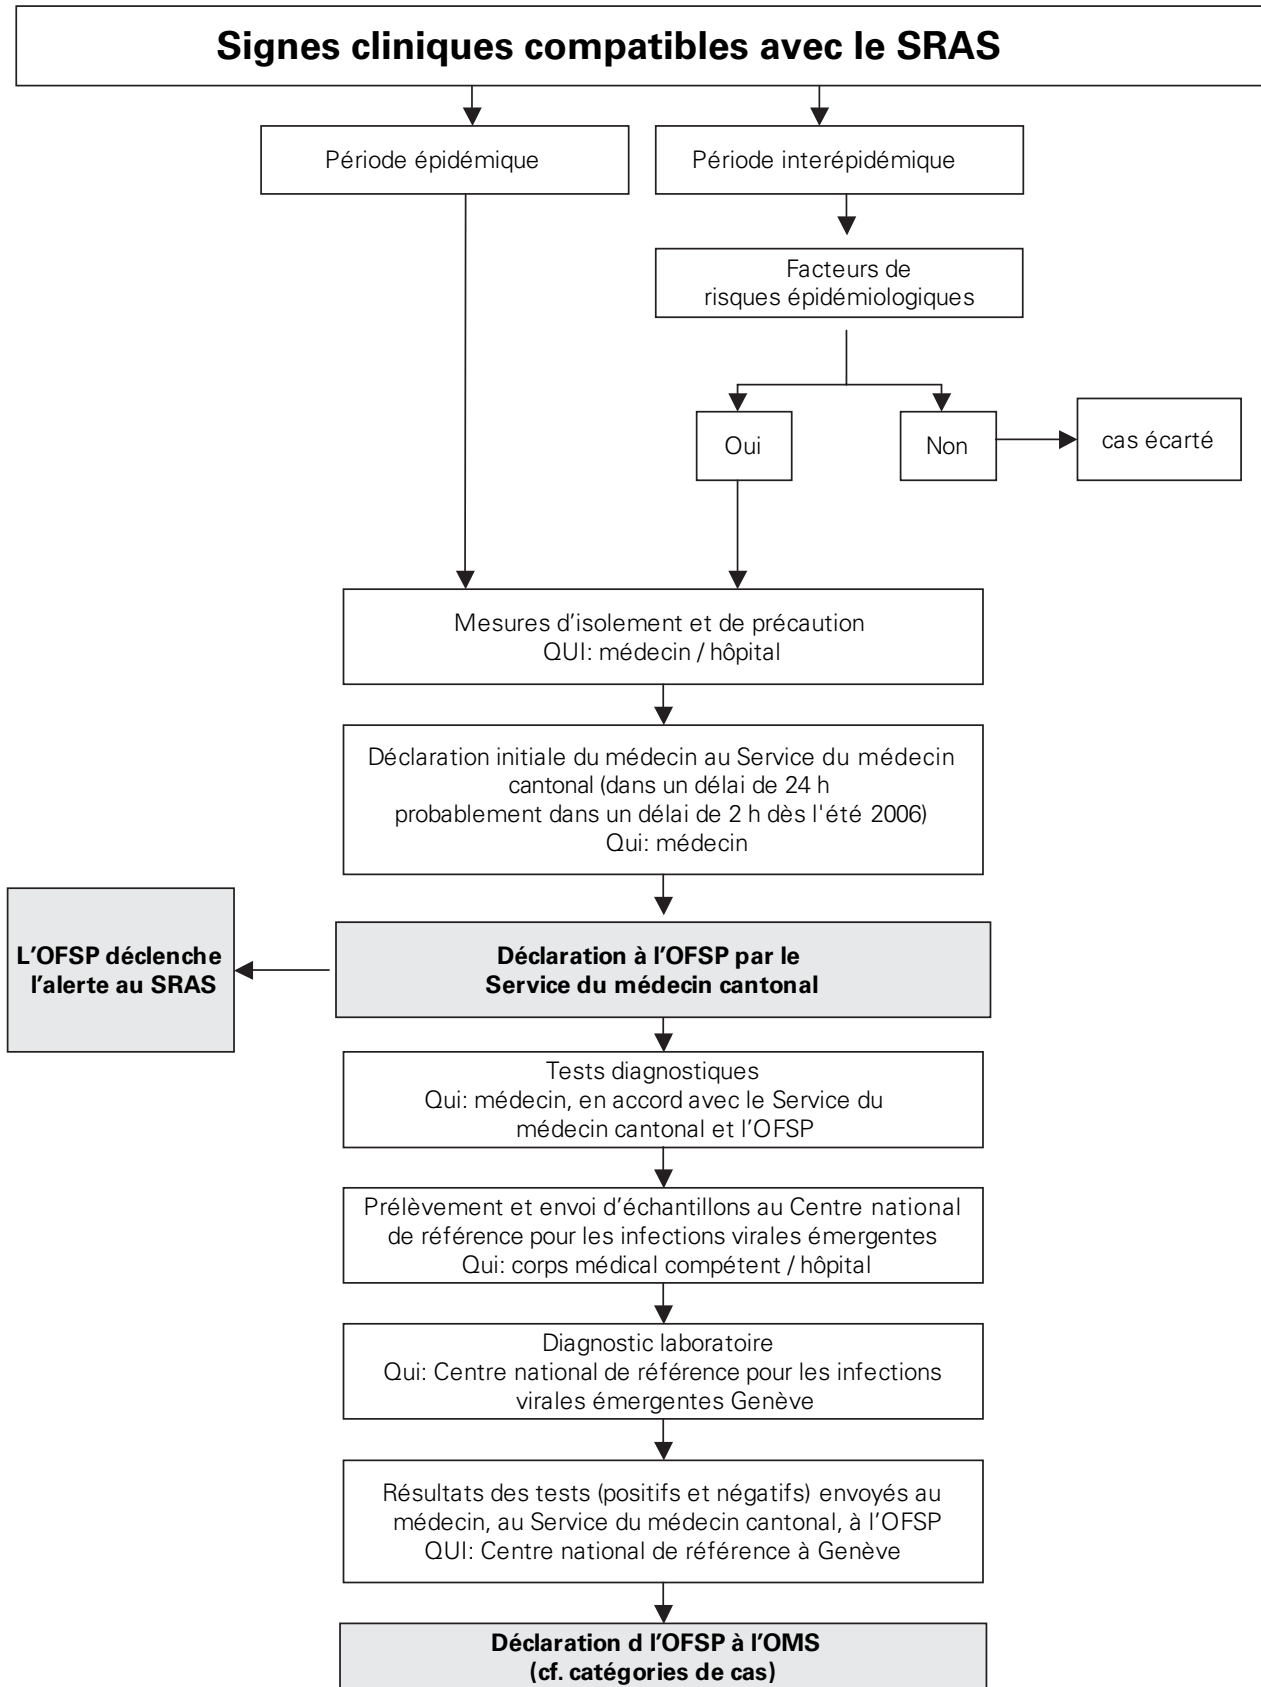 Signes cliniques compatibles avec le SRAS
Période épidémique
Période interépidémique
Facteurs de
risques épidémiologiques
Oui
Non
cas écarté
Mesures d’isolement et de précaution
QUI: médecin / hôpital
Déclaration initiale du médecin au Service du médecin
cantonal (dans un délai de 24 h
probablement dans un délai de 2 h dès l'été 2006)
Qui: médecin
L’OFSP déclenche
l’alerte au SRAS
Déclaration à l’OFSP par le
Service du médecin cantonal
Tests diagnostiques
Qui: médecin, en accord avec le Service du
médecin cantonal et l’OFSP
Prélèvement et envoi d’échantillons au Centre national
de référence pour les infections virales émergentes
Qui: corps médical compétent / hôpital
Diagnostic laboratoire
Qui: Centre national de référence pour les infections
virales émergentes Genève
Résultats des tests (positifs et négatifs) envoyés au
médecin, au Service du médecin cantonal, à l’OFSP
QUI: Centre national de référence à Genève
Déclaration d l’OFSP à l’OMS
(cf. catégories de cas)